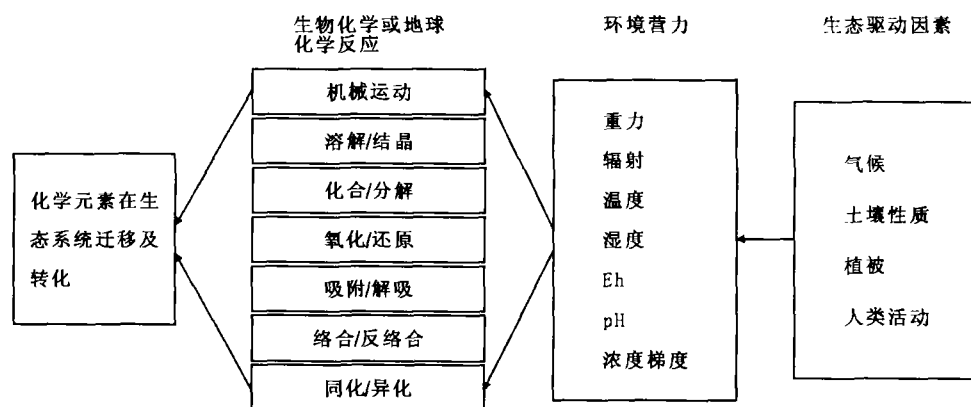 生物化学或地球
化学反应
环境营力
生态驱动因素
化学元素在生
态系统迁移及
转化
机械运动
溶解/结晶
化合/分解
氧化/还原
吸附/解吸
络合/反络合
同化/异化
重力
辐射
温度
湿度
Eh
pH
浓度梯度
气候
土壤性质
植被
人类活动